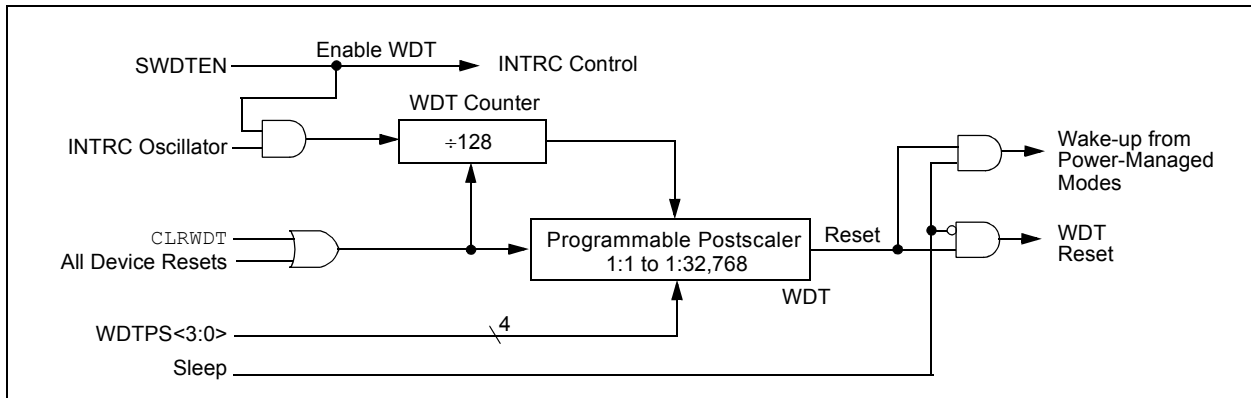 Enable WDT
SWDTEN
INTRC Control
WDT Counter
INTRC Oscillator
÷128
Wake-up from
Power-Managed
Modes
CLRWDT
All Device Resets
Programmable Postscaler
1:1 to 1:32,768
Reset
WDT
WDT
Reset
WDTPS<3:0>
4
Sleep